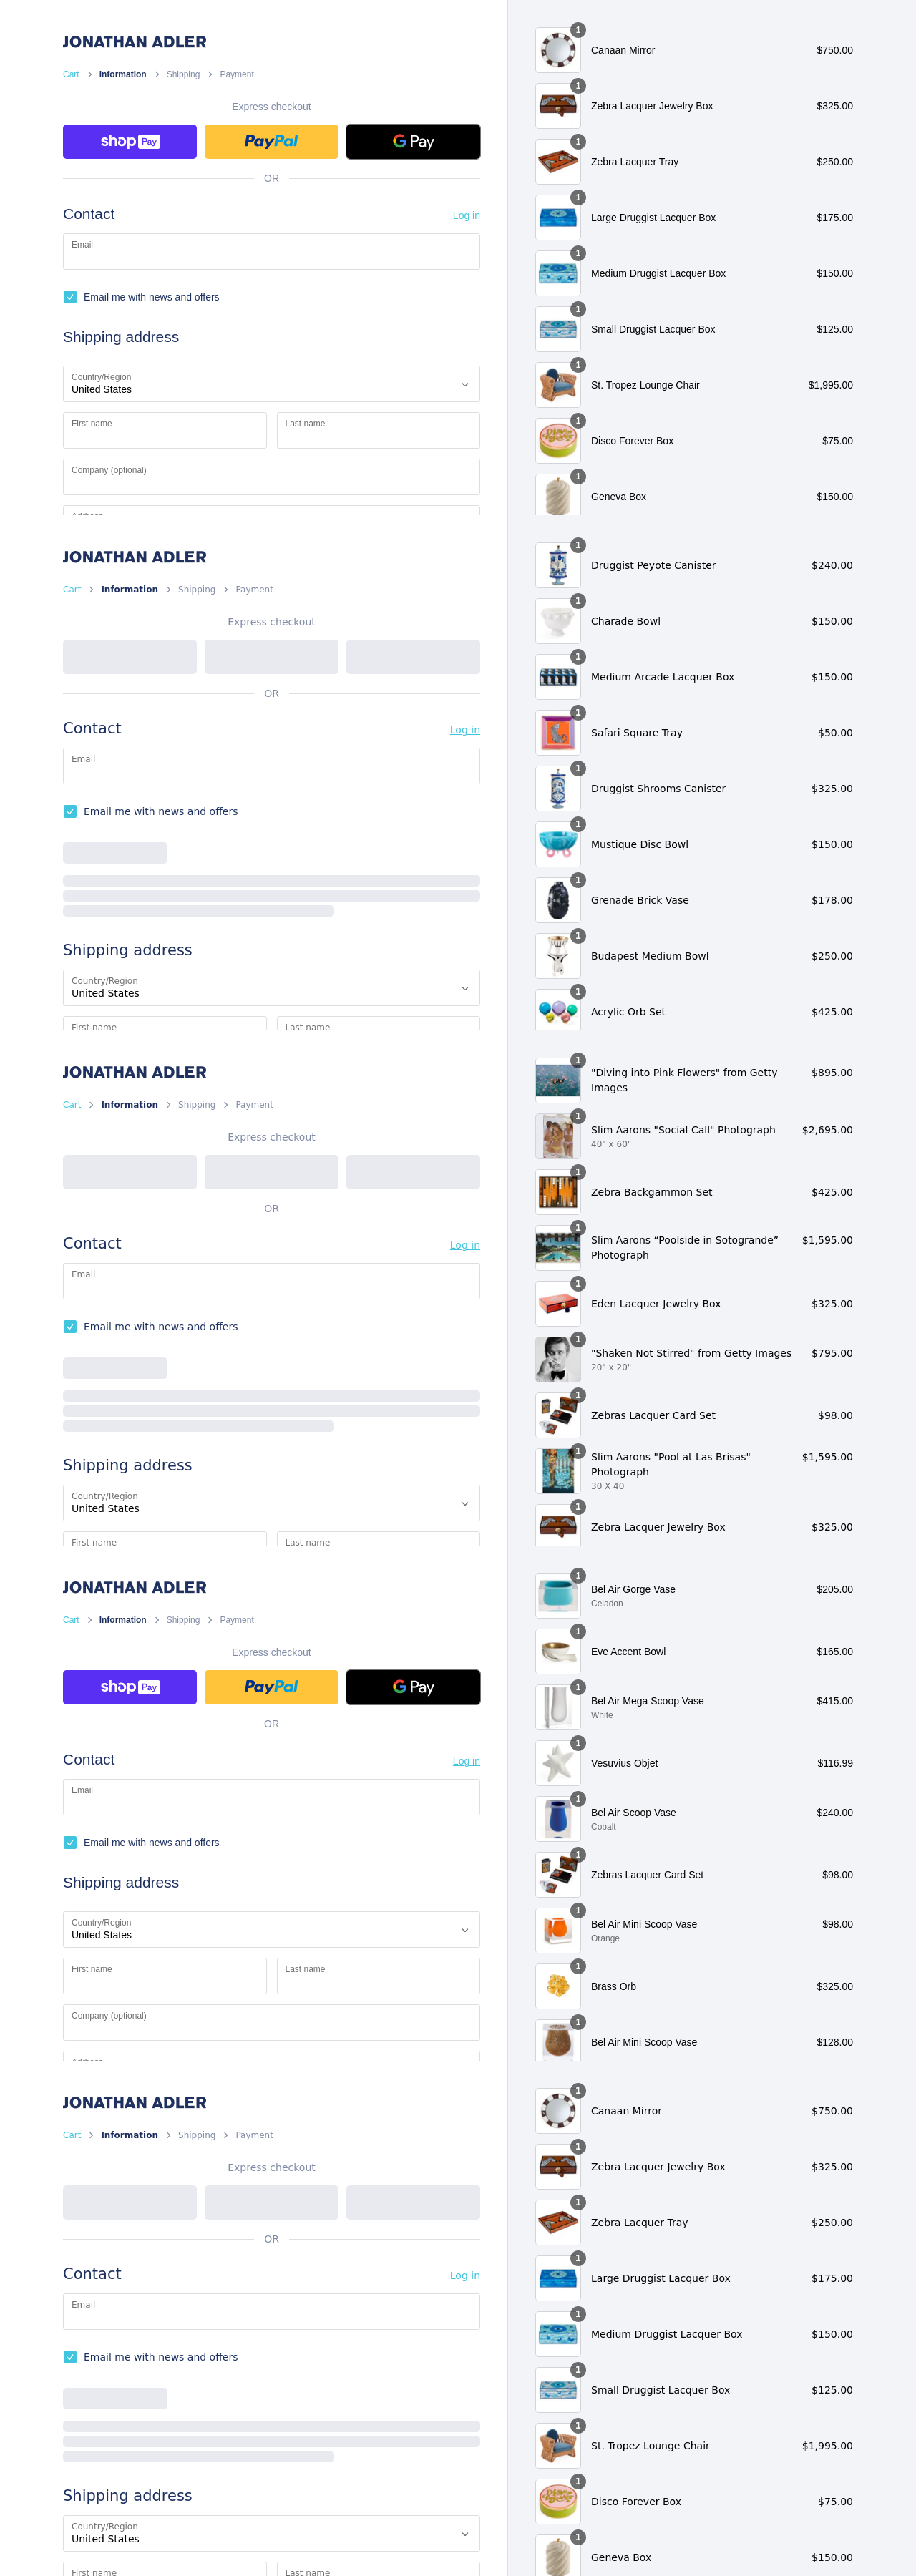 JONATHAN ADLER
Cart > Information > Shipping > Payment
Express checkout
shop Pay PayPal G Pay
OR
Contact Log in
Email
Email me with news and offers
Shipping address
Country/Region
United States
First name Last name
Company (optional)
1
Canaan Mirror $750.00
1
Zebra Lacquer Jewelry Box $325.00
1
Zebra Lacquer Tray $250.00
1
Large Druggist Lacquer Box $175.00
1
Medium Druggist Lacquer Box $150.00
1
Small Druggist Lacquer Box $125.00
1
St. Tropez Lounge Chair $1,995.00
1
Disco Forever Box $75.00
1
Geneva Box $150.00
JONATHAN ADLER
Cart > Information > Shipping > Payment
Express checkout
OR
Contact Log in
Email
Email me with news and offers
Shipping address
Country/Region
United States
First name Last name
1
Druggist Peyote Canister $240.00
1
Charade Bowl $150.00
1
Medium Arcade Lacquer Box $150.00
1
Safari Square Tray $50.00
1
Druggist Shrooms Canister $325.00
1
Mustique Disc Bowl $150.00
1
Grenade Brick Vase $178.00
1
Budapest Medium Bowl $250.00
1
Acrylic Orb Set $425.00
JONATHAN ADLER
Cart > Information > Shipping > Payment
Express checkout
OR
Contact Log in
Email
Email me with news and offers
Shipping address
Country/Region
United States
First name Last name
1
"Diving into Pink Flowers" from Getty $895.00
Images
1
Slim Aarons "Social Call" Photograph $2,695.00
40" x 60"
1
Zebra Backgammon Set $425.00
1
Slim Aarons “Poolside in Sotogrande” $1,595.00
Photograph
1
Eden Lacquer Jewelry Box $325.00
1
"Shaken Not Stirred" from Getty Images $795.00
20" x 20"
1
Zebras Lacquer Card Set $98.00
1
Slim Aarons "Pool at Las Brisas" $1,595.00
Photograph
30 X 40
1
Zebra Lacquer Jewelry Box $325.00
JONATHAN ADLER
Cart > Information > Shipping > Payment
Express checkout
shop Pay PayPal G Pay
OR
Contact Log in
Email
Email me with news and offers
Shipping address
Country/Region
United States
First name Last name
Company (optional)
1
Bel Air Gorge Vase $205.00
Celadon
1
Eve Accent Bowl $165.00
1
Bel Air Mega Scoop Vase $415.00
White
1
Vesuvius Objet $116.99
1
Bel Air Scoop Vase $240.00
Cobalt
1
Zebras Lacquer Card Set $98.00
1
Bel Air Mini Scoop Vase $98.00
Orange
1
Brass Orb $325.00
1
Bel Air Mini Scoop Vase $128.00
JONATHAN ADLER
Cart > Information > Shipping > Payment
Express checkout
OR
Contact Log in
Email
Email me with news and offers
Shipping address
Country/Region
United States
First name Last name
1
Canaan Mirror $750.00
1
Zebra Lacquer Jewelry Box $325.00
1
Zebra Lacquer Tray $250.00
1
Large Druggist Lacquer Box $175.00
1
Medium Druggist Lacquer Box $150.00
1
Small Druggist Lacquer Box $125.00
1
St. Tropez Lounge Chair $1,995.00
1
Disco Forever Box $75.00
1
Geneva Box $150.00